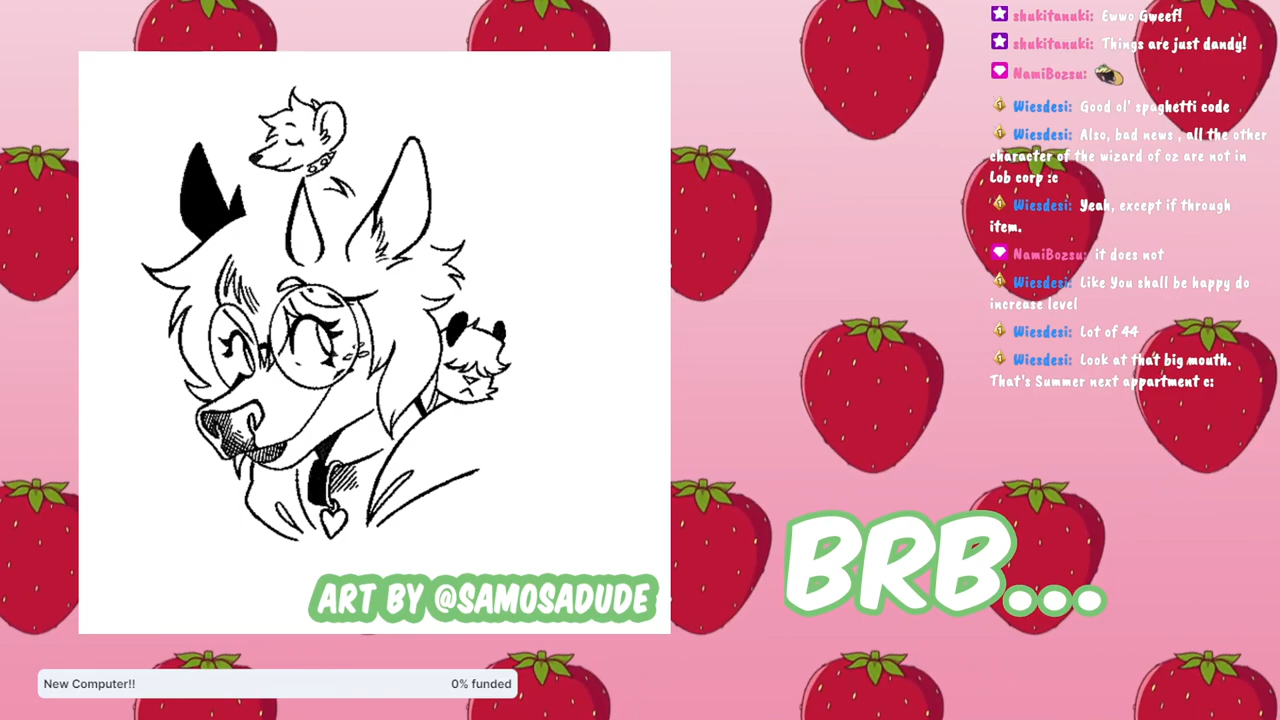 shukitanuki: Ewwo Gweef!
shukitanuki: Things are just dandy!
NamiBozsu:
Wiesdesi: Good ol' spaghetti code
Wiesdesi: Also, bad news , all the other
character of the wizard of oz are not in
Lob corp :c
Wiesdesi: Yeah, except if through
item.
NamiBozsu: it does not
Wiesdesi: Like You shall be happy do
increase level
Wiesdesi: Lot of 44
Wiesdesi: Look at that big mouth.
That's Summer next appartment c:
BRB...
ART BY @SAMOSADUDE
New Computer!! 0% funded